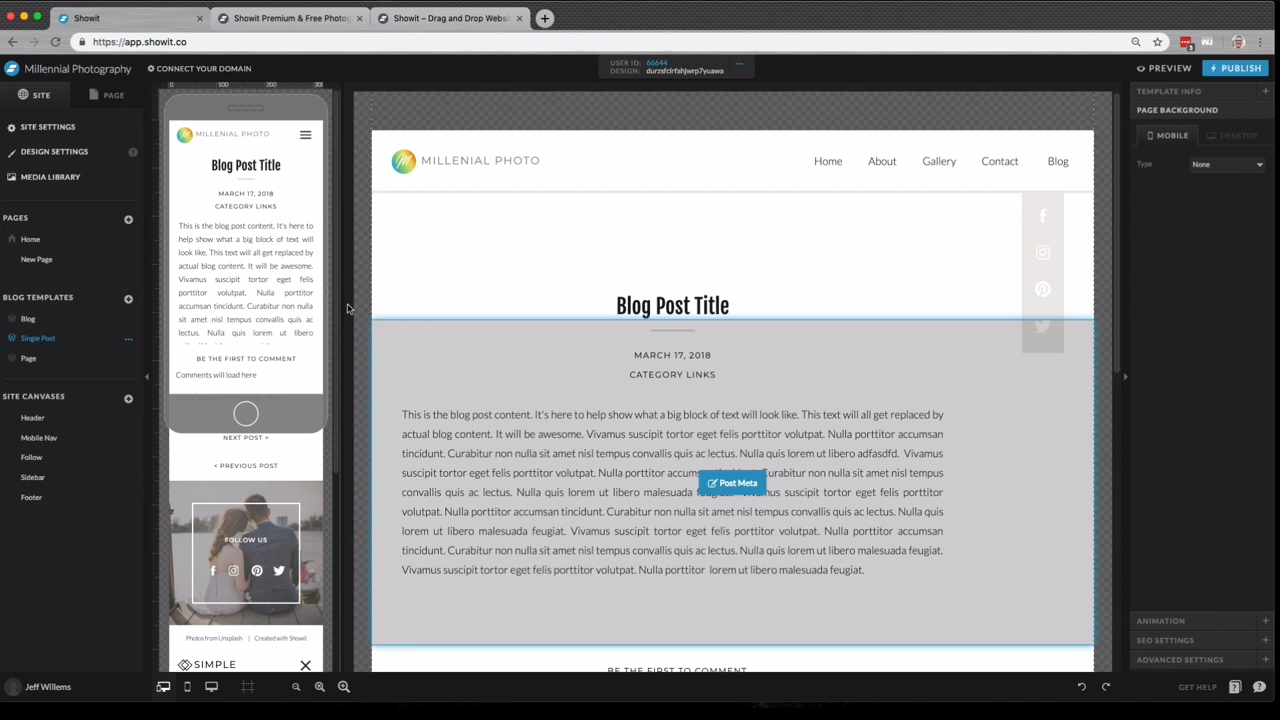 Showit
Showit Premium & Free Photog
Showit – Drag and Drop Websi
https://app.showit.co
Millennial Photography
CONNECT YOUR DOMAIN
USER ID: 66644
DESIGN: durzsfclrfahjwrp7yuawa
PREVIEW
PUBLISH
SITE
PAGE
SITE SETTINGS
DESIGN SETTINGS
MEDIA LIBRARY
PAGES
Home
New Page
BLOG TEMPLATES
Blog
Single Post
Page
SITE CANVASES
Header
Mobile Nav
Follow
Sidebar
Footer
Jeff Willems
0 100 200 300
MILLENIAL PHOTO
Blog Post Title
MARCH 17, 2018
CATEGORY LINKS
This is the blog post content. It's here to
help show what a big block of text will
look like. This text will all get replaced by
actual blog content. It will be awesome.
Vivamus suscipit tortor eget felis
porttitor volutpat. Nulla porttitor
accumsan tincidunt. Curabitur non nulla
sit amet nisl tempus convallis quis ac
lectus. Nulla quis lorem ut libero
BE THE FIRST TO COMMENT
Comments will load here
NEXT POST »
« PREVIOUS POST
FOLLOW US
Photos from Unsplash | Created with Showit
SIMPLE
MILLENIAL PHOTO
Home About Gallery Contact Blog
Blog Post Title
MARCH 17, 2018
CATEGORY LINKS
This is the blog post content. It's here to help show what a big block of text will look like. This text will all get replaced by
actual blog content. It will be awesome. Vivamus suscipit tortor eget felis porttitor volutpat. Nulla porttitor accumsan
tincidunt. Curabitur non nulla sit amet nisl tempus convallis quis ac lectus. Nulla quis lorem ut libero adfasdfd. Vivamus
suscipit tortor eget felis porttitor volutpat. Nulla porttitor Curabitur non nulla sit amet nisl tempus
convallis quis ac lectus. Nulla quis lorem ut libero malesuada suscipit tortor eget felis porttitor
volutpat. Nulla porttitor accumsan tincidunt. Curabitur non nulla sit amet nisl tempus convallis quis ac lectus. Nulla quis
lorem ut libero malesuada feugiat. Vivamus suscipit tortor eget felis porttitor volutpat. Nulla porttitor accumsan
tincidunt. Curabitur non nulla sit amet nisl tempus convallis quis ac lectus. Nulla quis lorem ut libero malesuada feugiat.
Vivamus suscipit tortor eget felis porttitor volutpat. Nulla porttitor lorem ut libero malesuada feugiat.
Post Meta
BE THE FIRST TO COMMENT
TEMPLATE INFO
PAGE BACKGROUND
MOBILE
DESKTOP
Type None
ANIMATION
SEO SETTINGS
ADVANCED SETTINGS
GET HELP